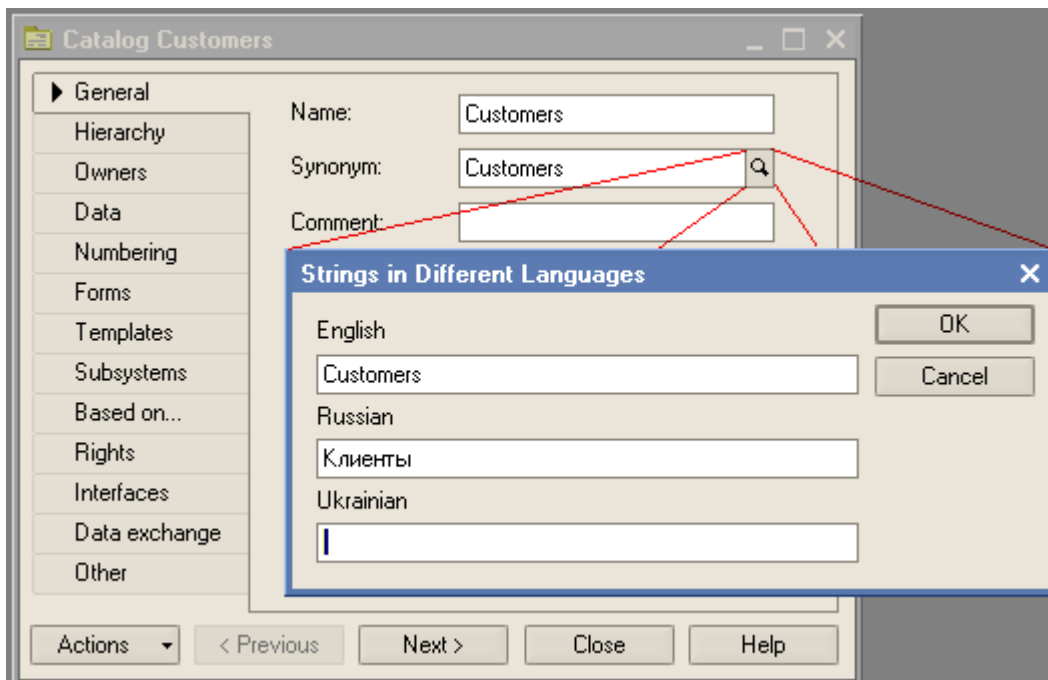 Catalog Customers
General
Hierarchy
Owners
Data
Numbering
Forms
Templates
Subsystems
Based on...
Rights
Interfaces
Data exchange
Other
Name: Customers
Synonym: Customers
Comment:
Strings in Different Languages
English
Customers
Russian
Клиенты
Ukrainian
OK
Cancel
Actions < Previous Next > Close Help